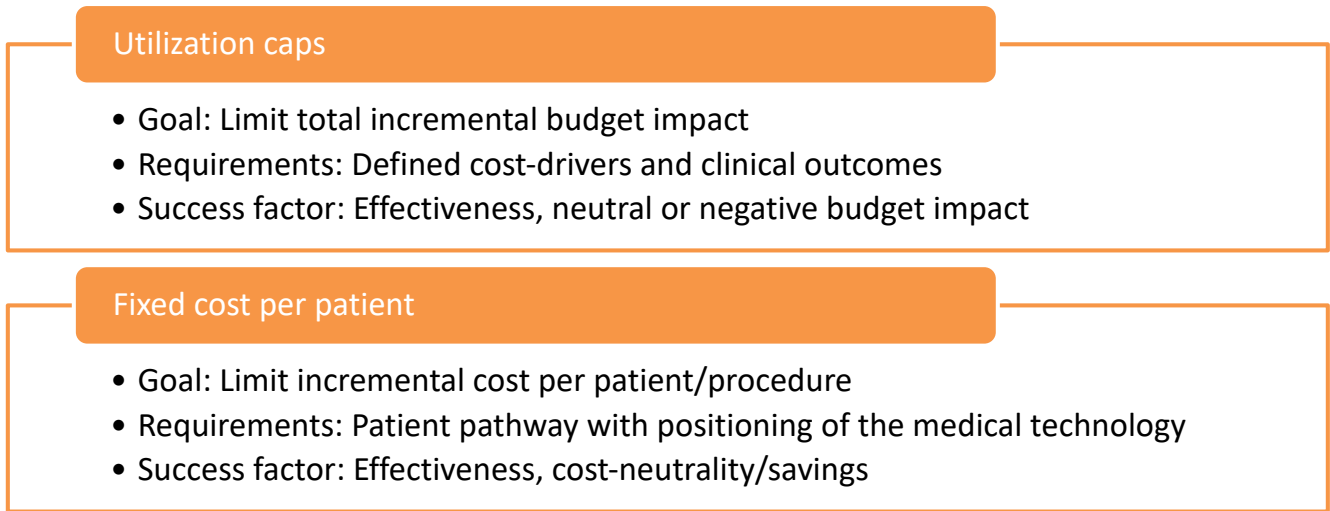 Utilization caps
• Goal: Limit total incremental budget impact
• Requirements: Defined cost-drivers and clinical outcomes
• Success factor: Effectiveness, neutral or negative budget impact
Fixed cost per patient
• Goal: Limit incremental cost per patient/procedure
• Requirements: Patient pathway with positioning of the medical technology
• Success factor: Effectiveness, cost-neutrality/savings